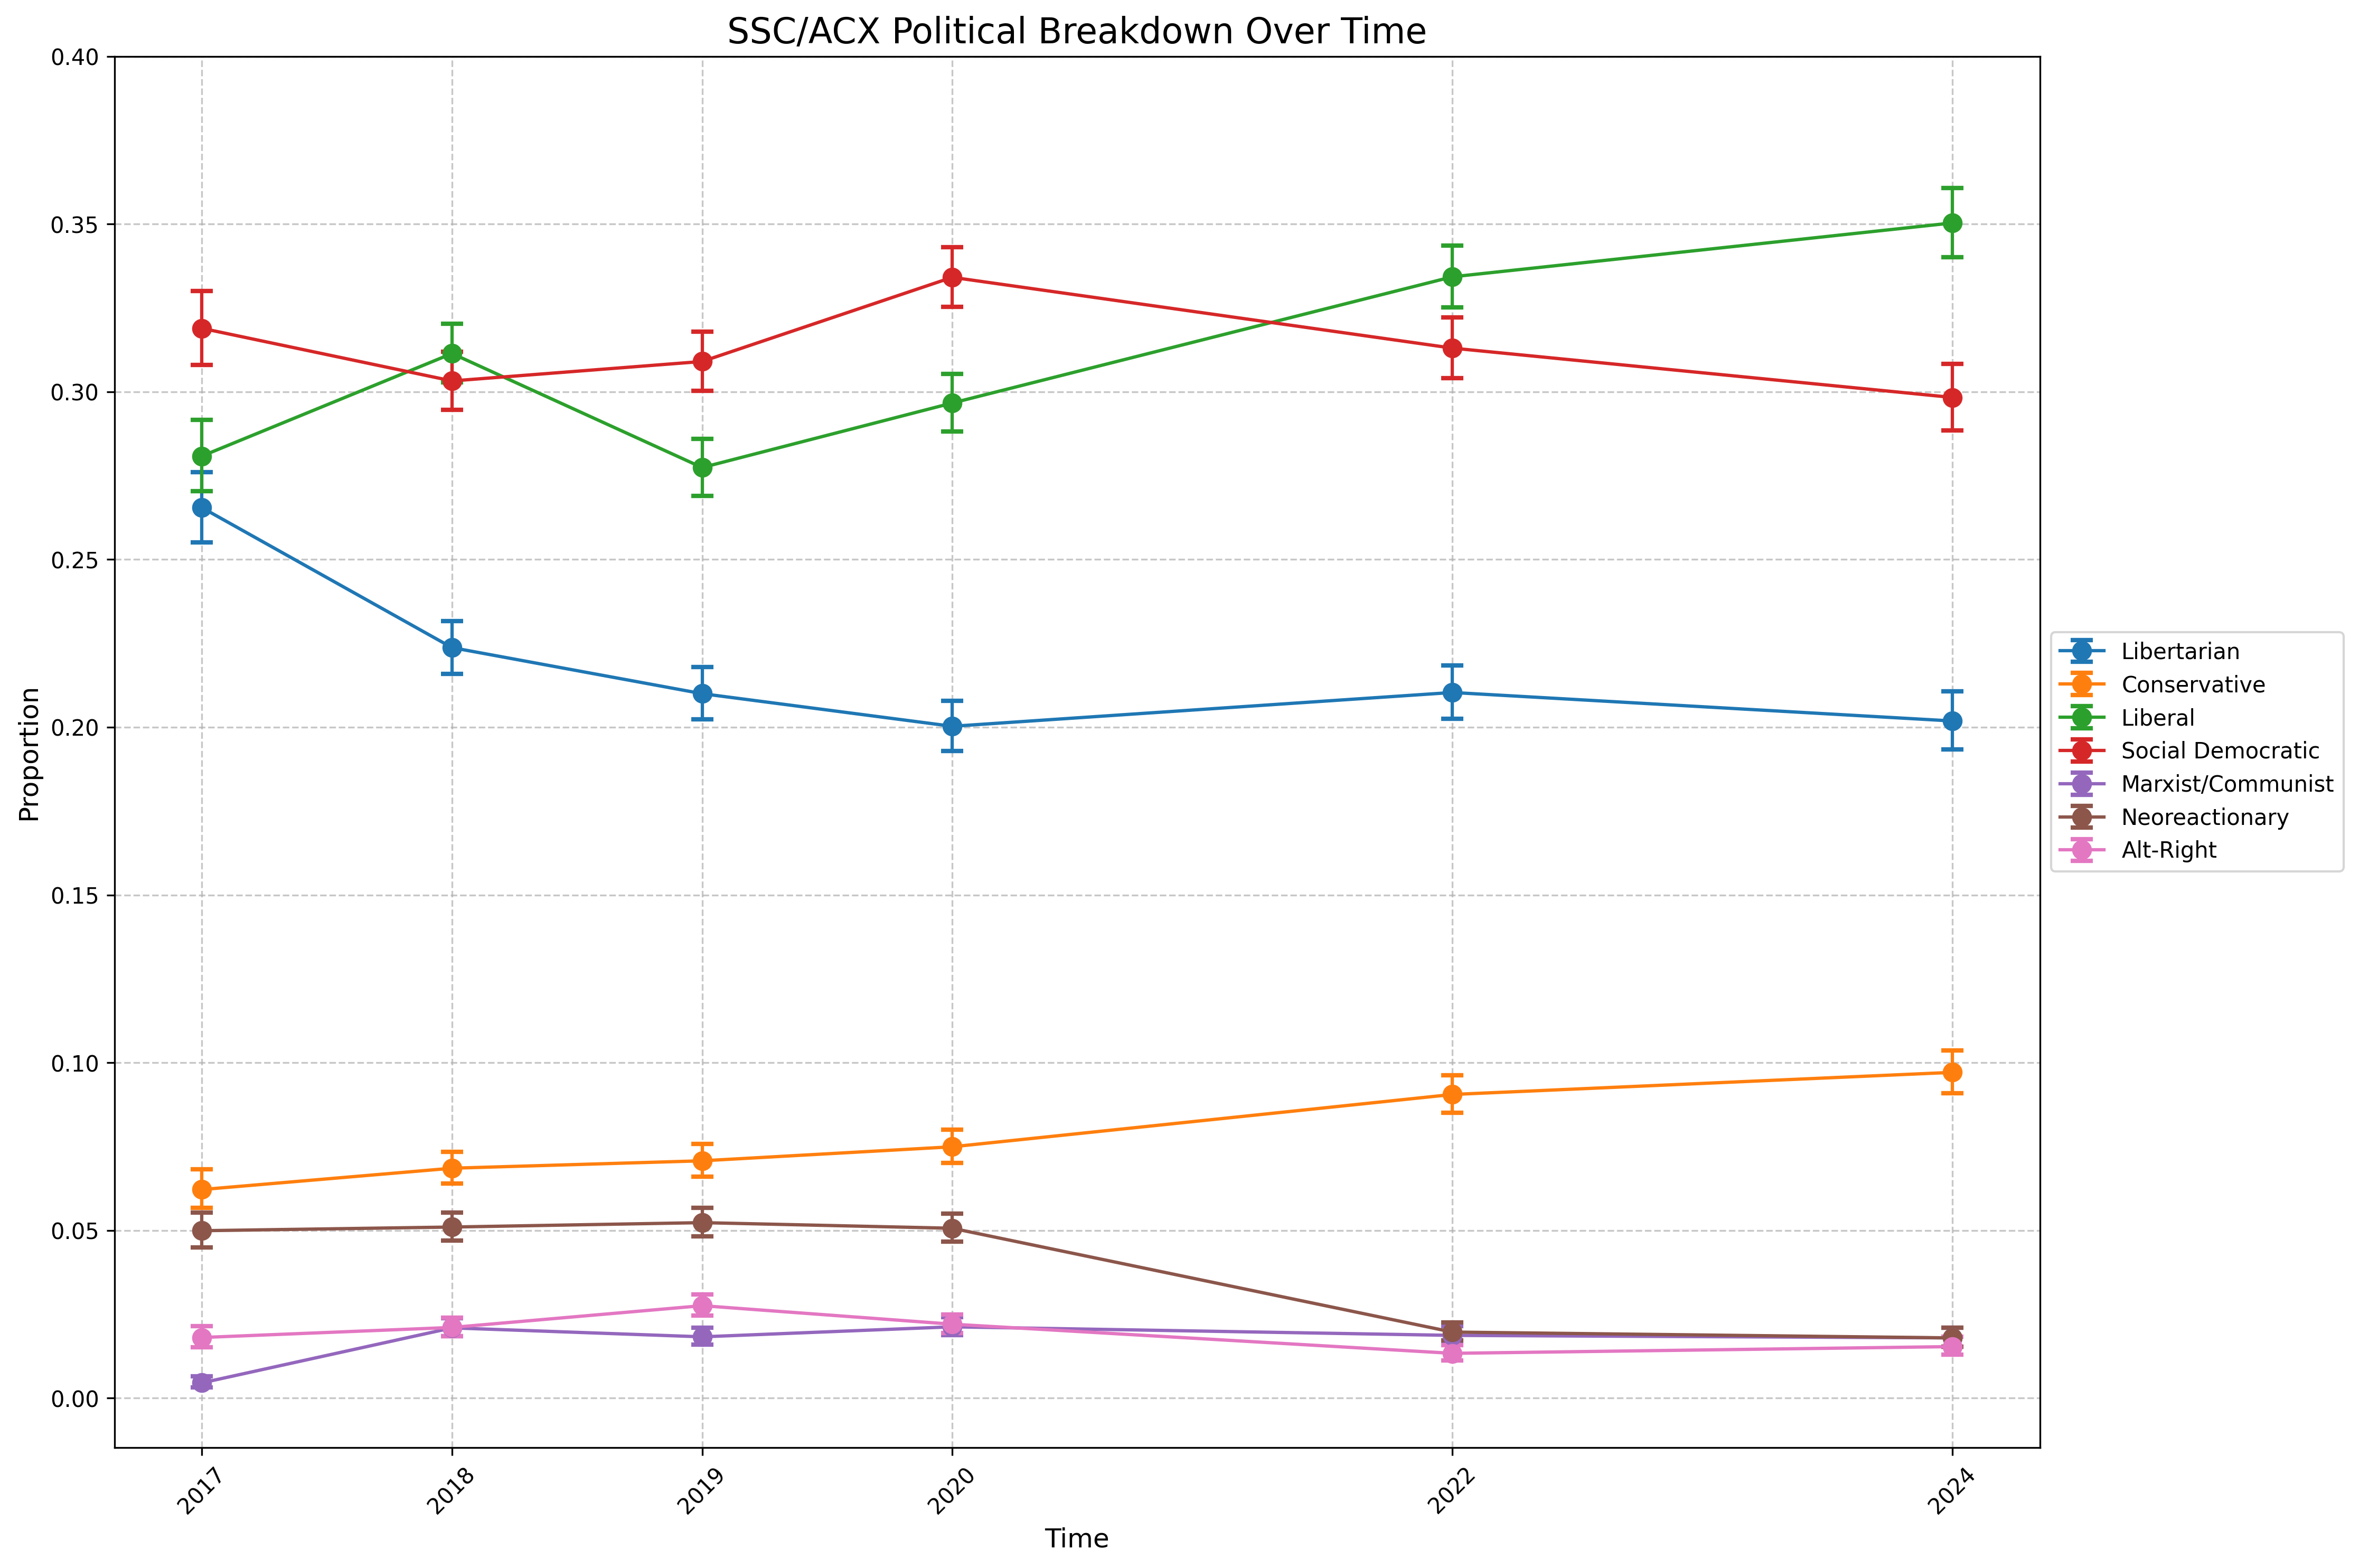 SSC/ACX Political Breakdown Over Time
Proportion
0.40
0.35
0.30
0.25
0.20
0.15
0.10
0.05
0.00
2017
2018
2019
2020
2022
2024
Time
Libertarian
Conservative
Liberal
Social Democratic
Marxist/Communist
Neoreactionary
Alt-Right